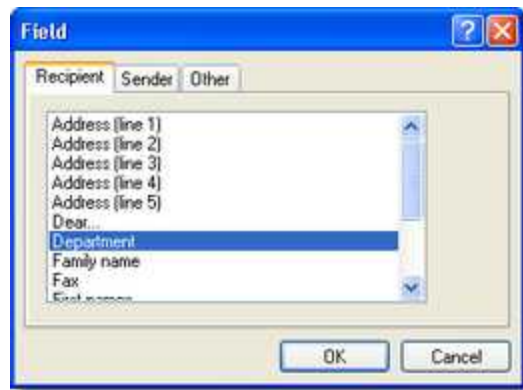 Field
Recipient Sender Other
Address (line 1)
Address (line 2)
Address (line 3)
Address (line 4)
Address (line 5)
Dear...
Department
Family name
Fax
OK Cancel